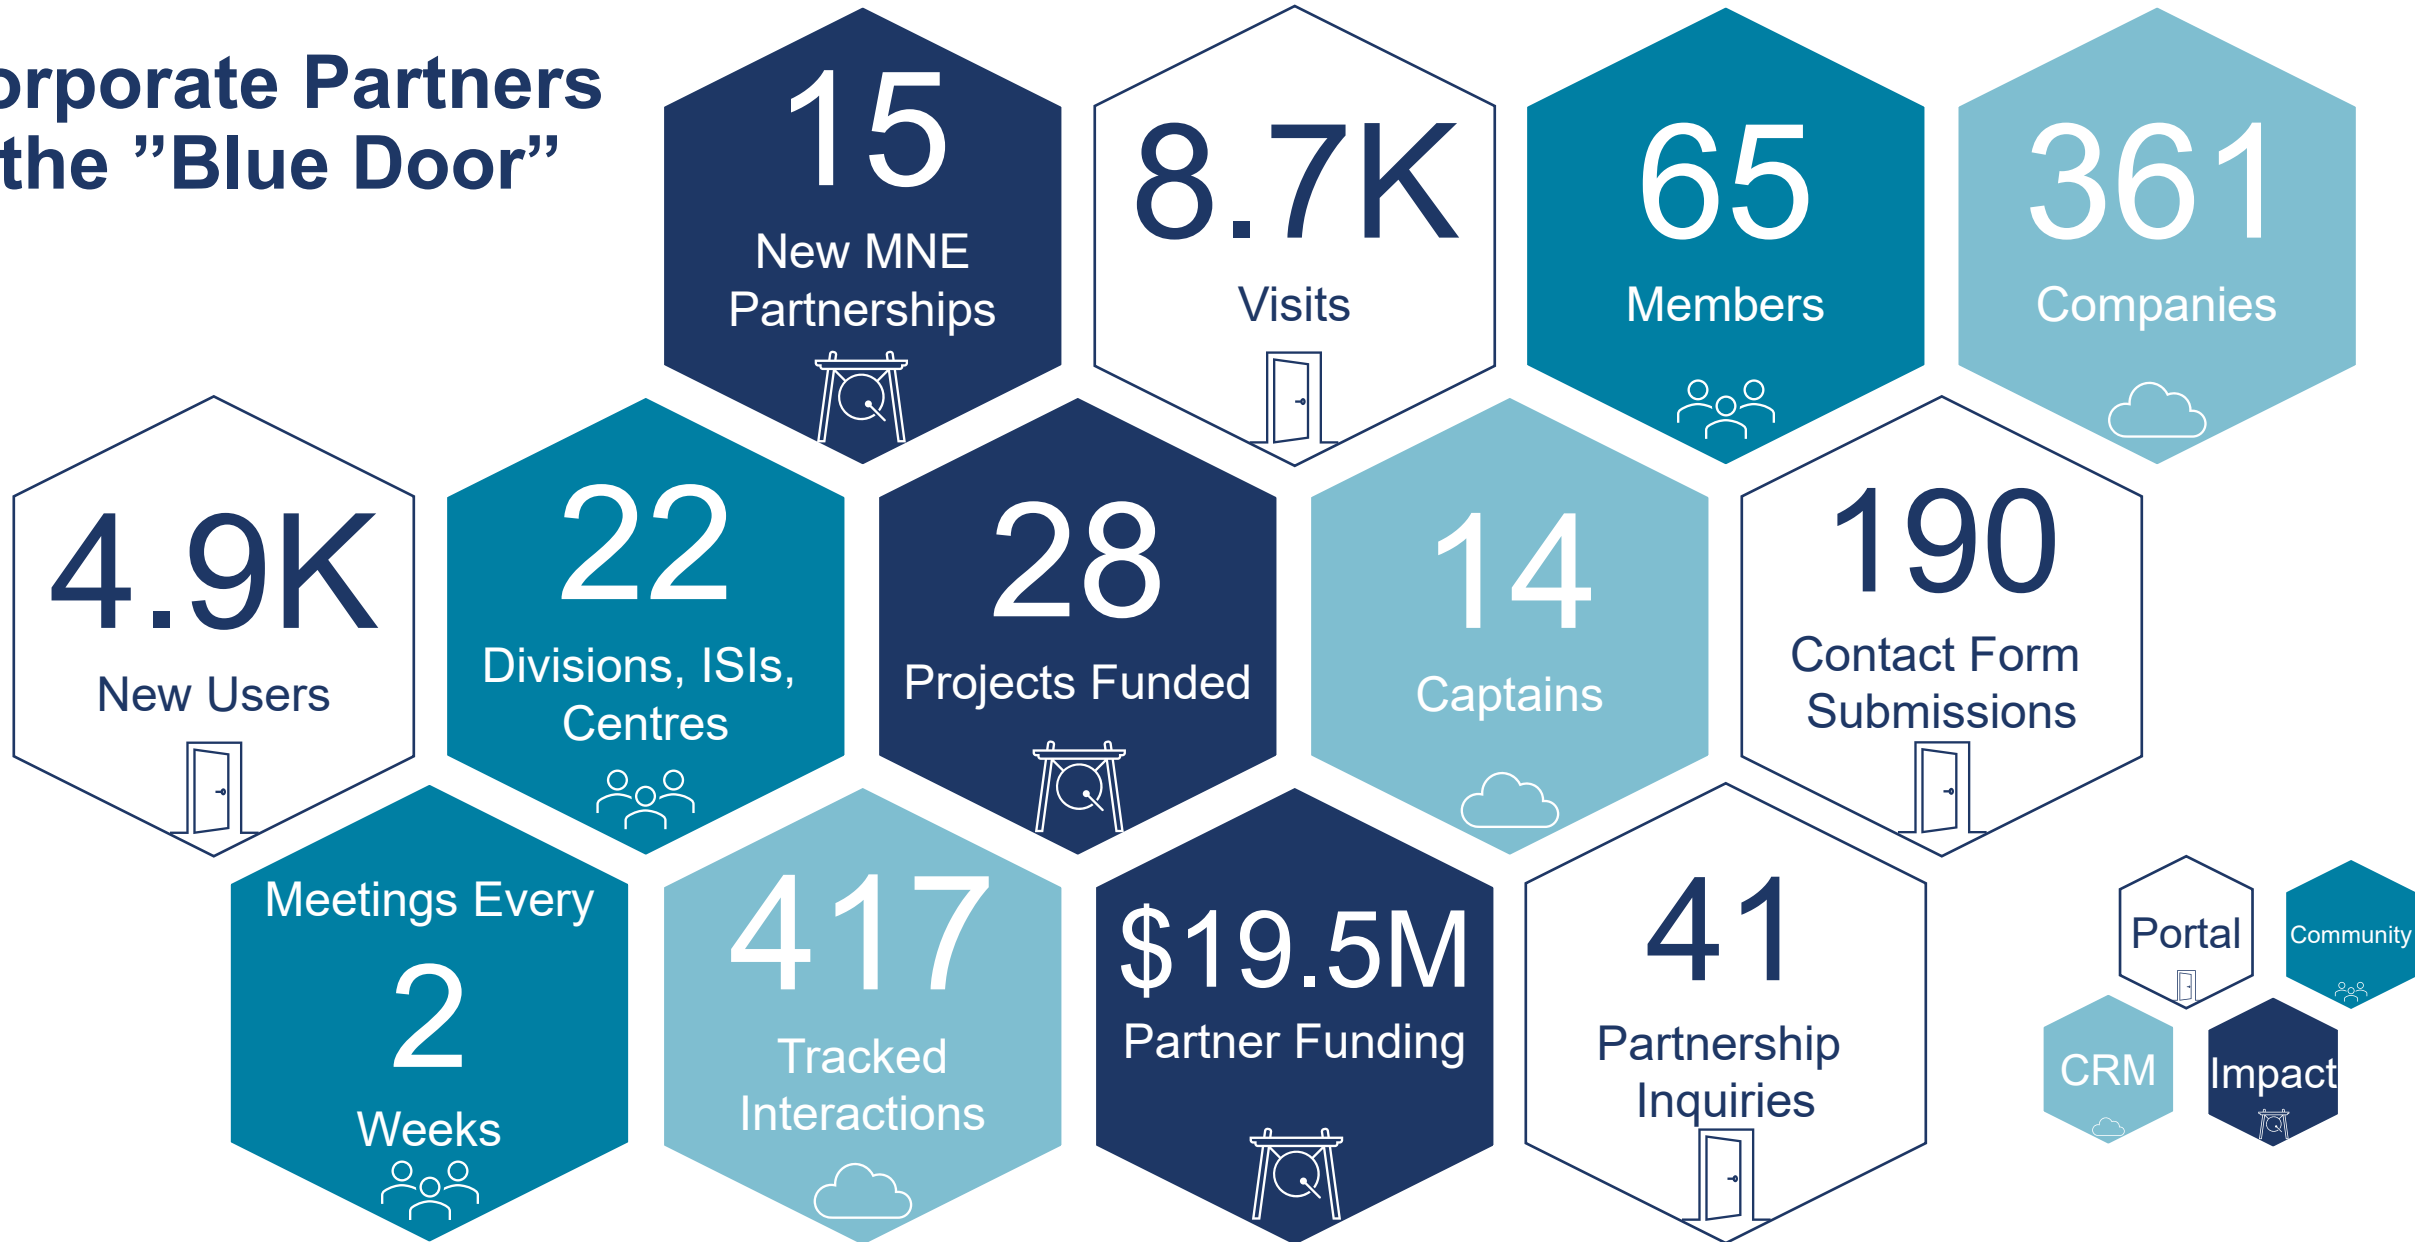 orporate Partners
the ”Blue Door”
15
New MNE
Partnerships
8.7K
Visits
65
Members
361
Companies
4.9K
New Users
22
Divisions, ISIs,
Centres
28
Projects Funded
14
Captains
190
Contact Form
Submissions
Meetings Every
2
Weeks
417
Tracked
Interactions
$19.5M
Partner Funding
41
Partnership
Inquiries
Portal
Community
CRM
Impact